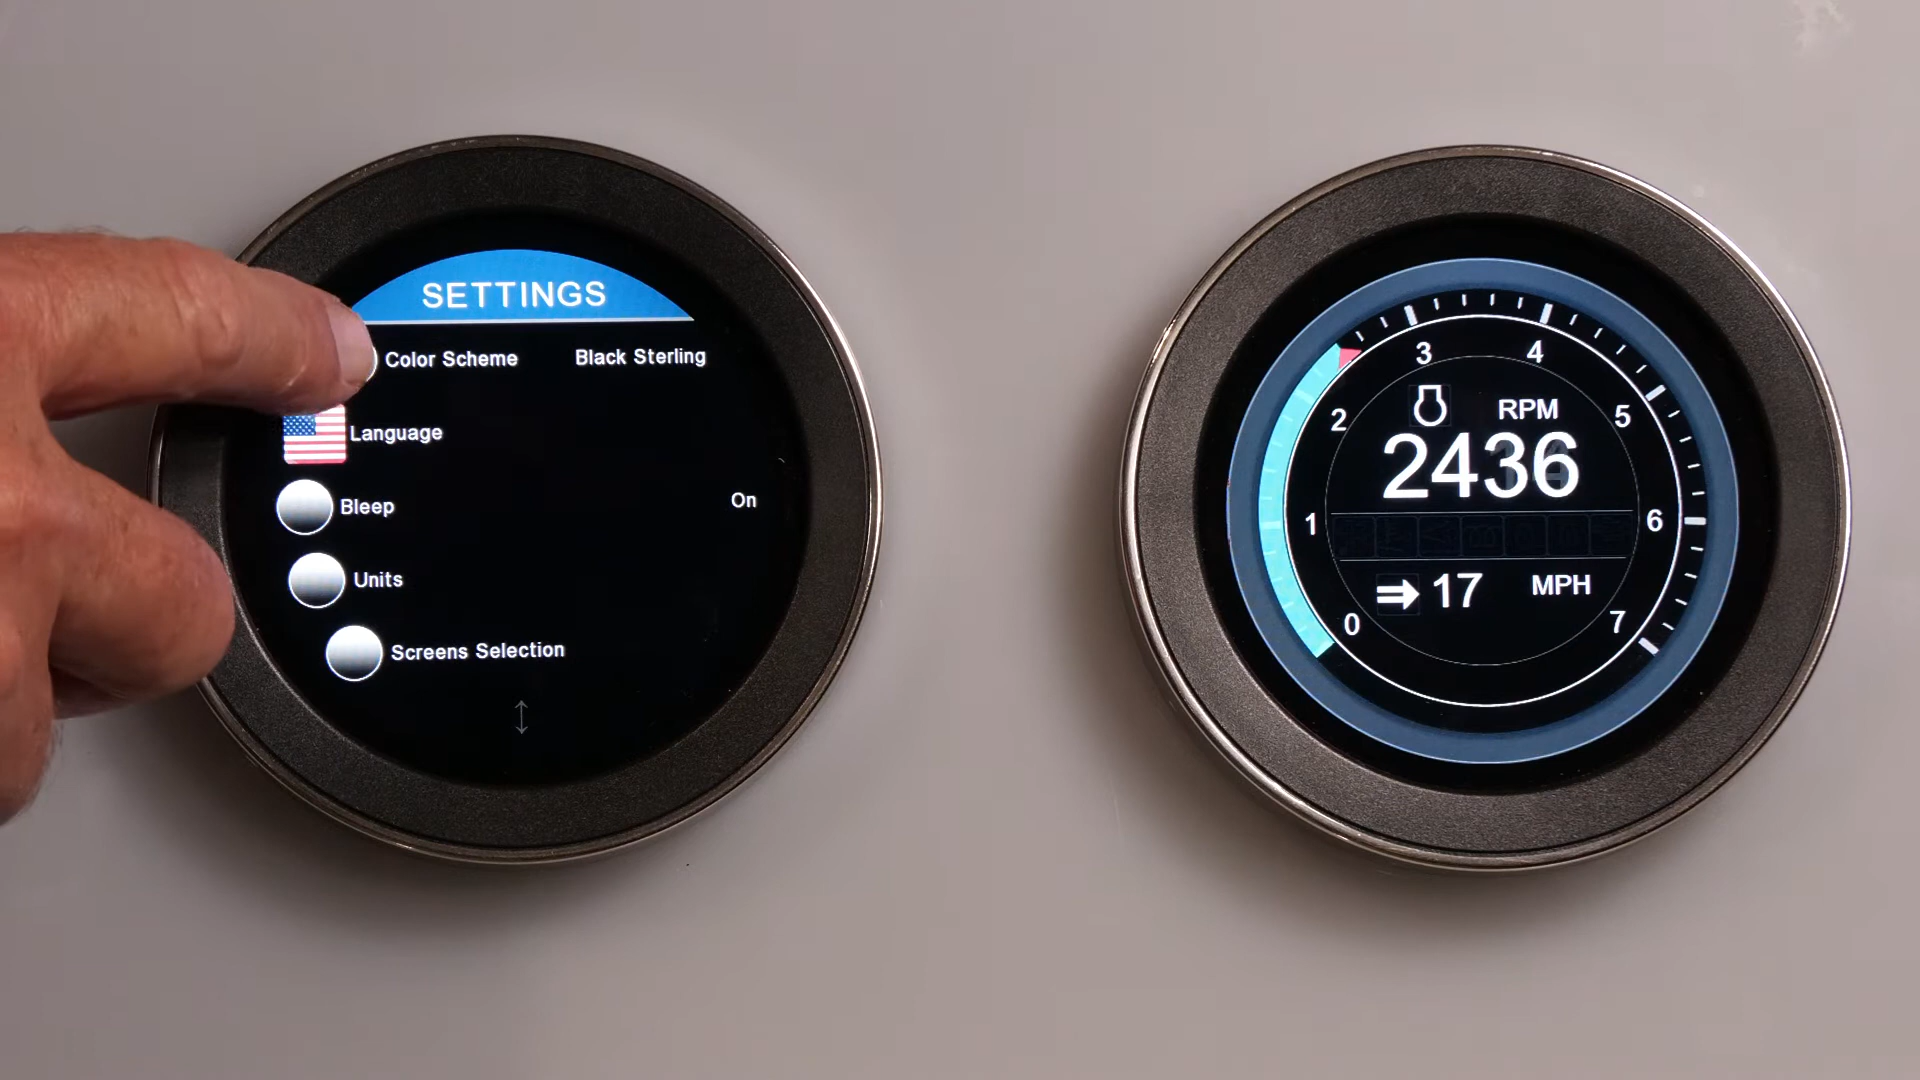 SETTINGS
Color Scheme Black Sterling
Language
Bleep On
Units
Screens Selection
3 4
2 5
RPM
2436
1 6
17 MPH
0 7